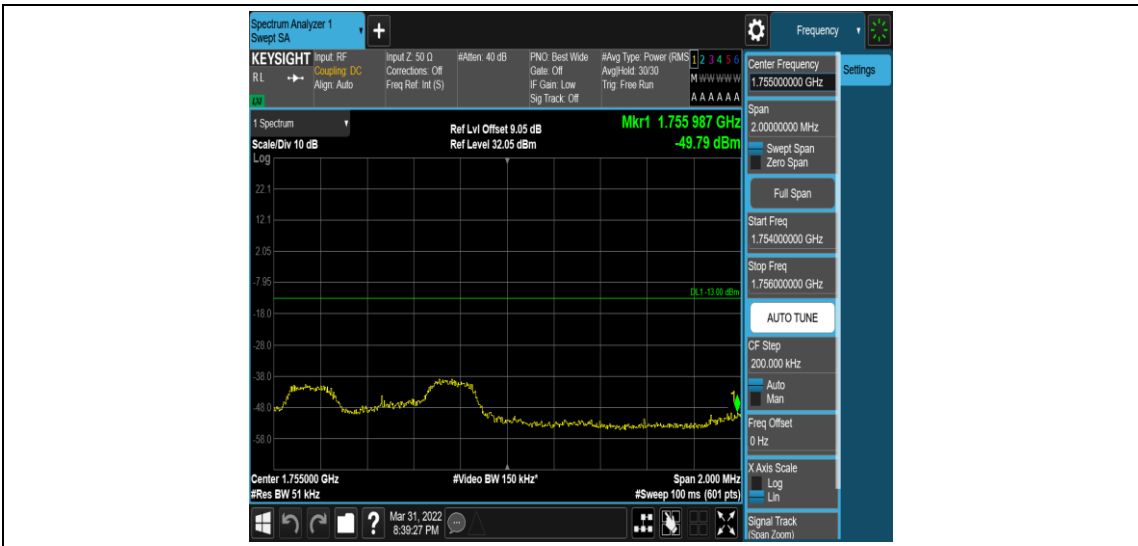 Spectrum Analyzer 1
Swept SA
+
Frequency
KEYSIGHT
RL
LXI
Input: RF
Coupling: DC
Align: Auto
Input Z: 50 Ω
Corrections: Off
Freq Ref: Int (S)
#Atten: 40 dB
PNO: Best Wide
Gate: Off
IF Gain: Low
Sig Track: Off
#Avg Type: Power (RMS
Avg|Hold: 30/30
Trig: Free Run
1 2 3 4 5 6
M W W W W W
A A A A A A
Center Frequency
1.755000000 GHz
Settings
Span
2.00000000 MHz
Swept Span
Zero Span
Full Span
Start Freq
1.754000000 GHz
Stop Freq
1.756000000 GHz
AUTO TUNE
CF Step
200.000 kHz
Auto
Man
Freq Offset
0 Hz
X Axis Scale
Log
Lin
Signal Track
(Span Zoom)
1 Spectrum
Scale/Div 10 dB
Log
Ref Lvl Offset 9.05 dB
Ref Level 32.05 dBm
Mkr1 1.755 987 GHz
-49.79 dBm
22.1
12.1
2.05
-7.95
DL1 -13.00 dBm
-18.0
-28.0
-38.0
-48.0
1
-58.0
Center 1.755000 GHz
#Res BW 51 kHz
#Video BW 150 kHz*
Span 2.000 MHz
#Sweep 100 ms (601 pts)
?
Mar 31, 2022
8:39:27 PM